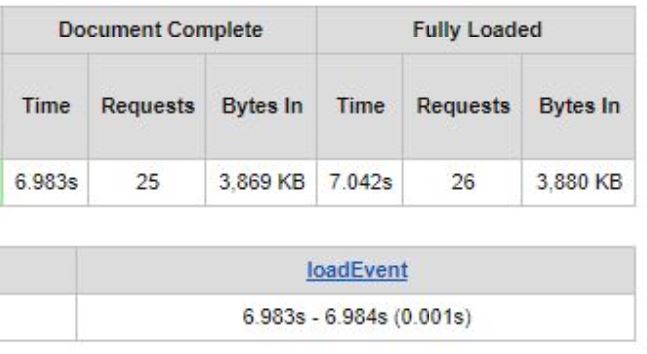 Document Complete Fully Loaded
Time Requests Bytes In Time Requests Bytes In
6.983s 25 3,869 KB 7.042s 26 3,880 KB
loadEvent
6.983s - 6.984s (0.001s)